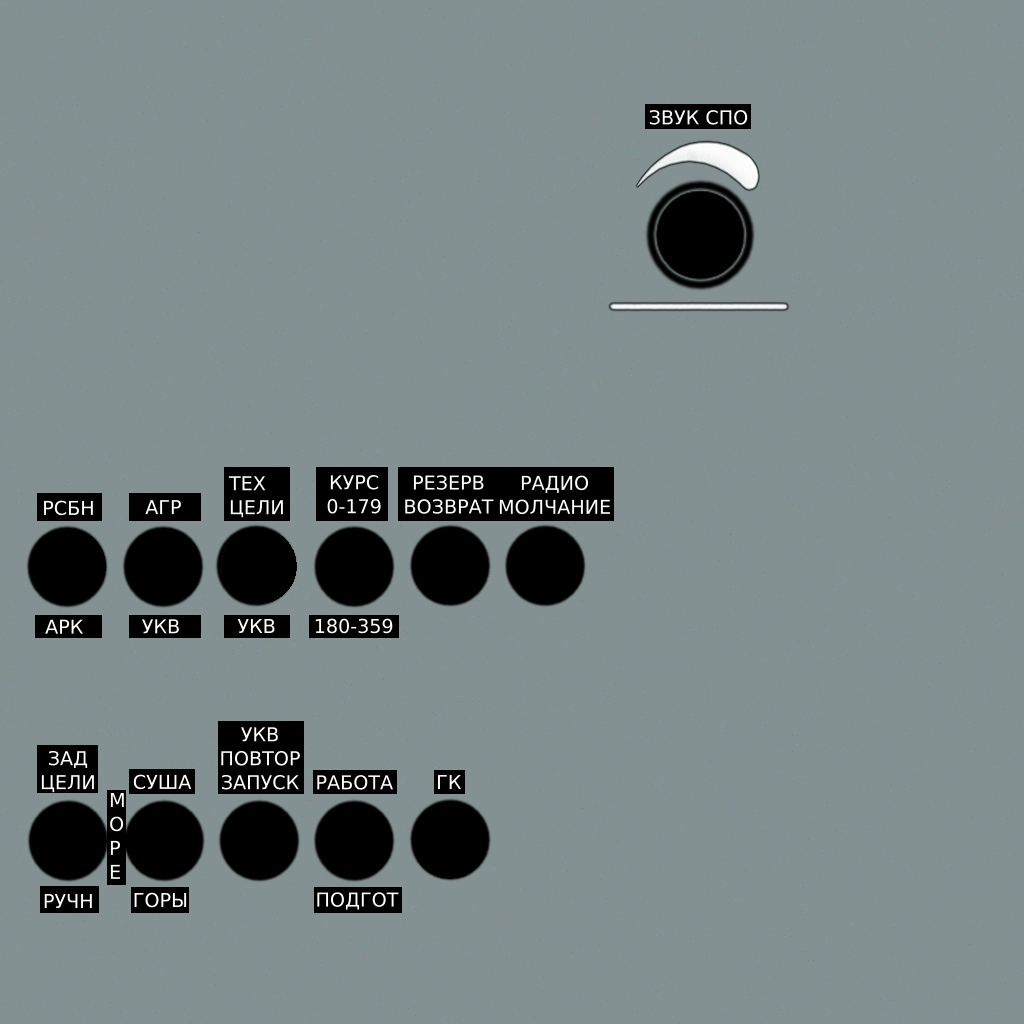 ЗВУК СПО
РСБН
АГР
ТЕХ
ЦЕЛИ
КУРС
0-179
РЕЗЕРВ
ВОЗВРАТ
РАДИО
МОЛЧАНИЕ
АРК
УКВ
УКВ
180-359
ЗАД
ЦЕЛИ
МОРЕ
СУША
УКВ
ПОВТОР
ЗАПУСК
РАБОТА
ГК
РУЧН
ГОРЫ
ПОДГОТ